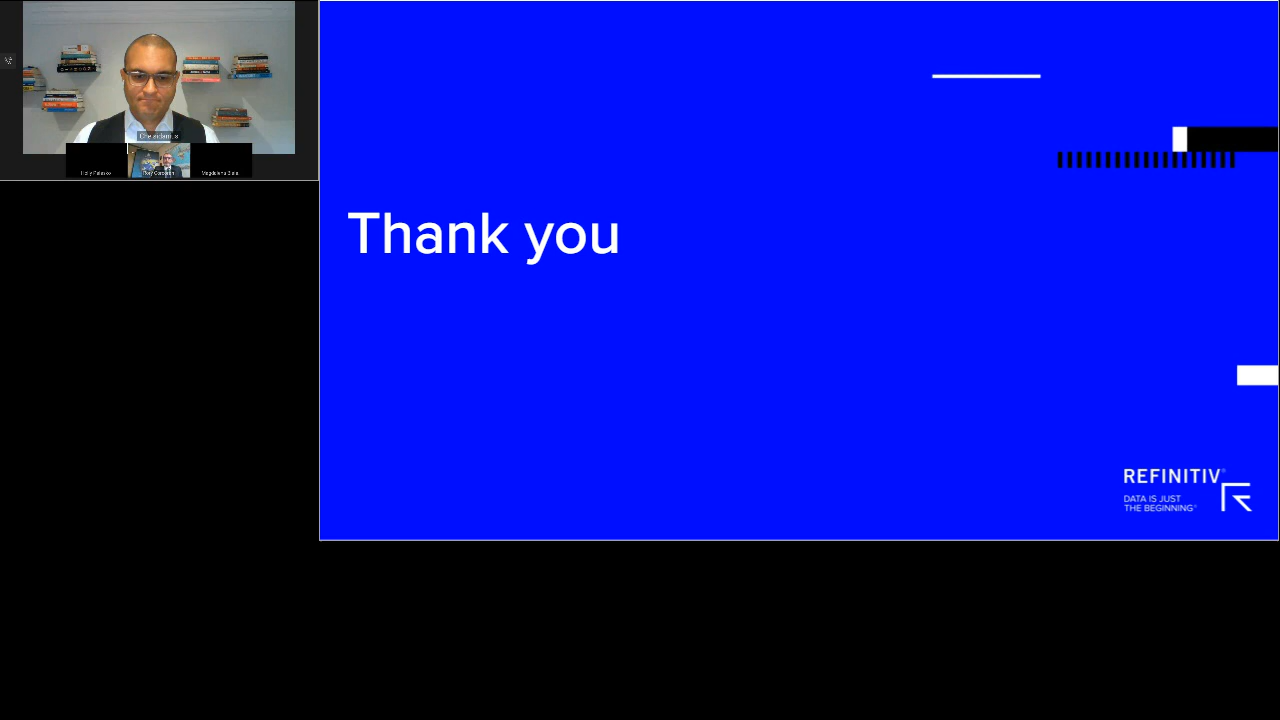 Thank you
REFINITIV
DATA IS JUST
THE BEGINNING